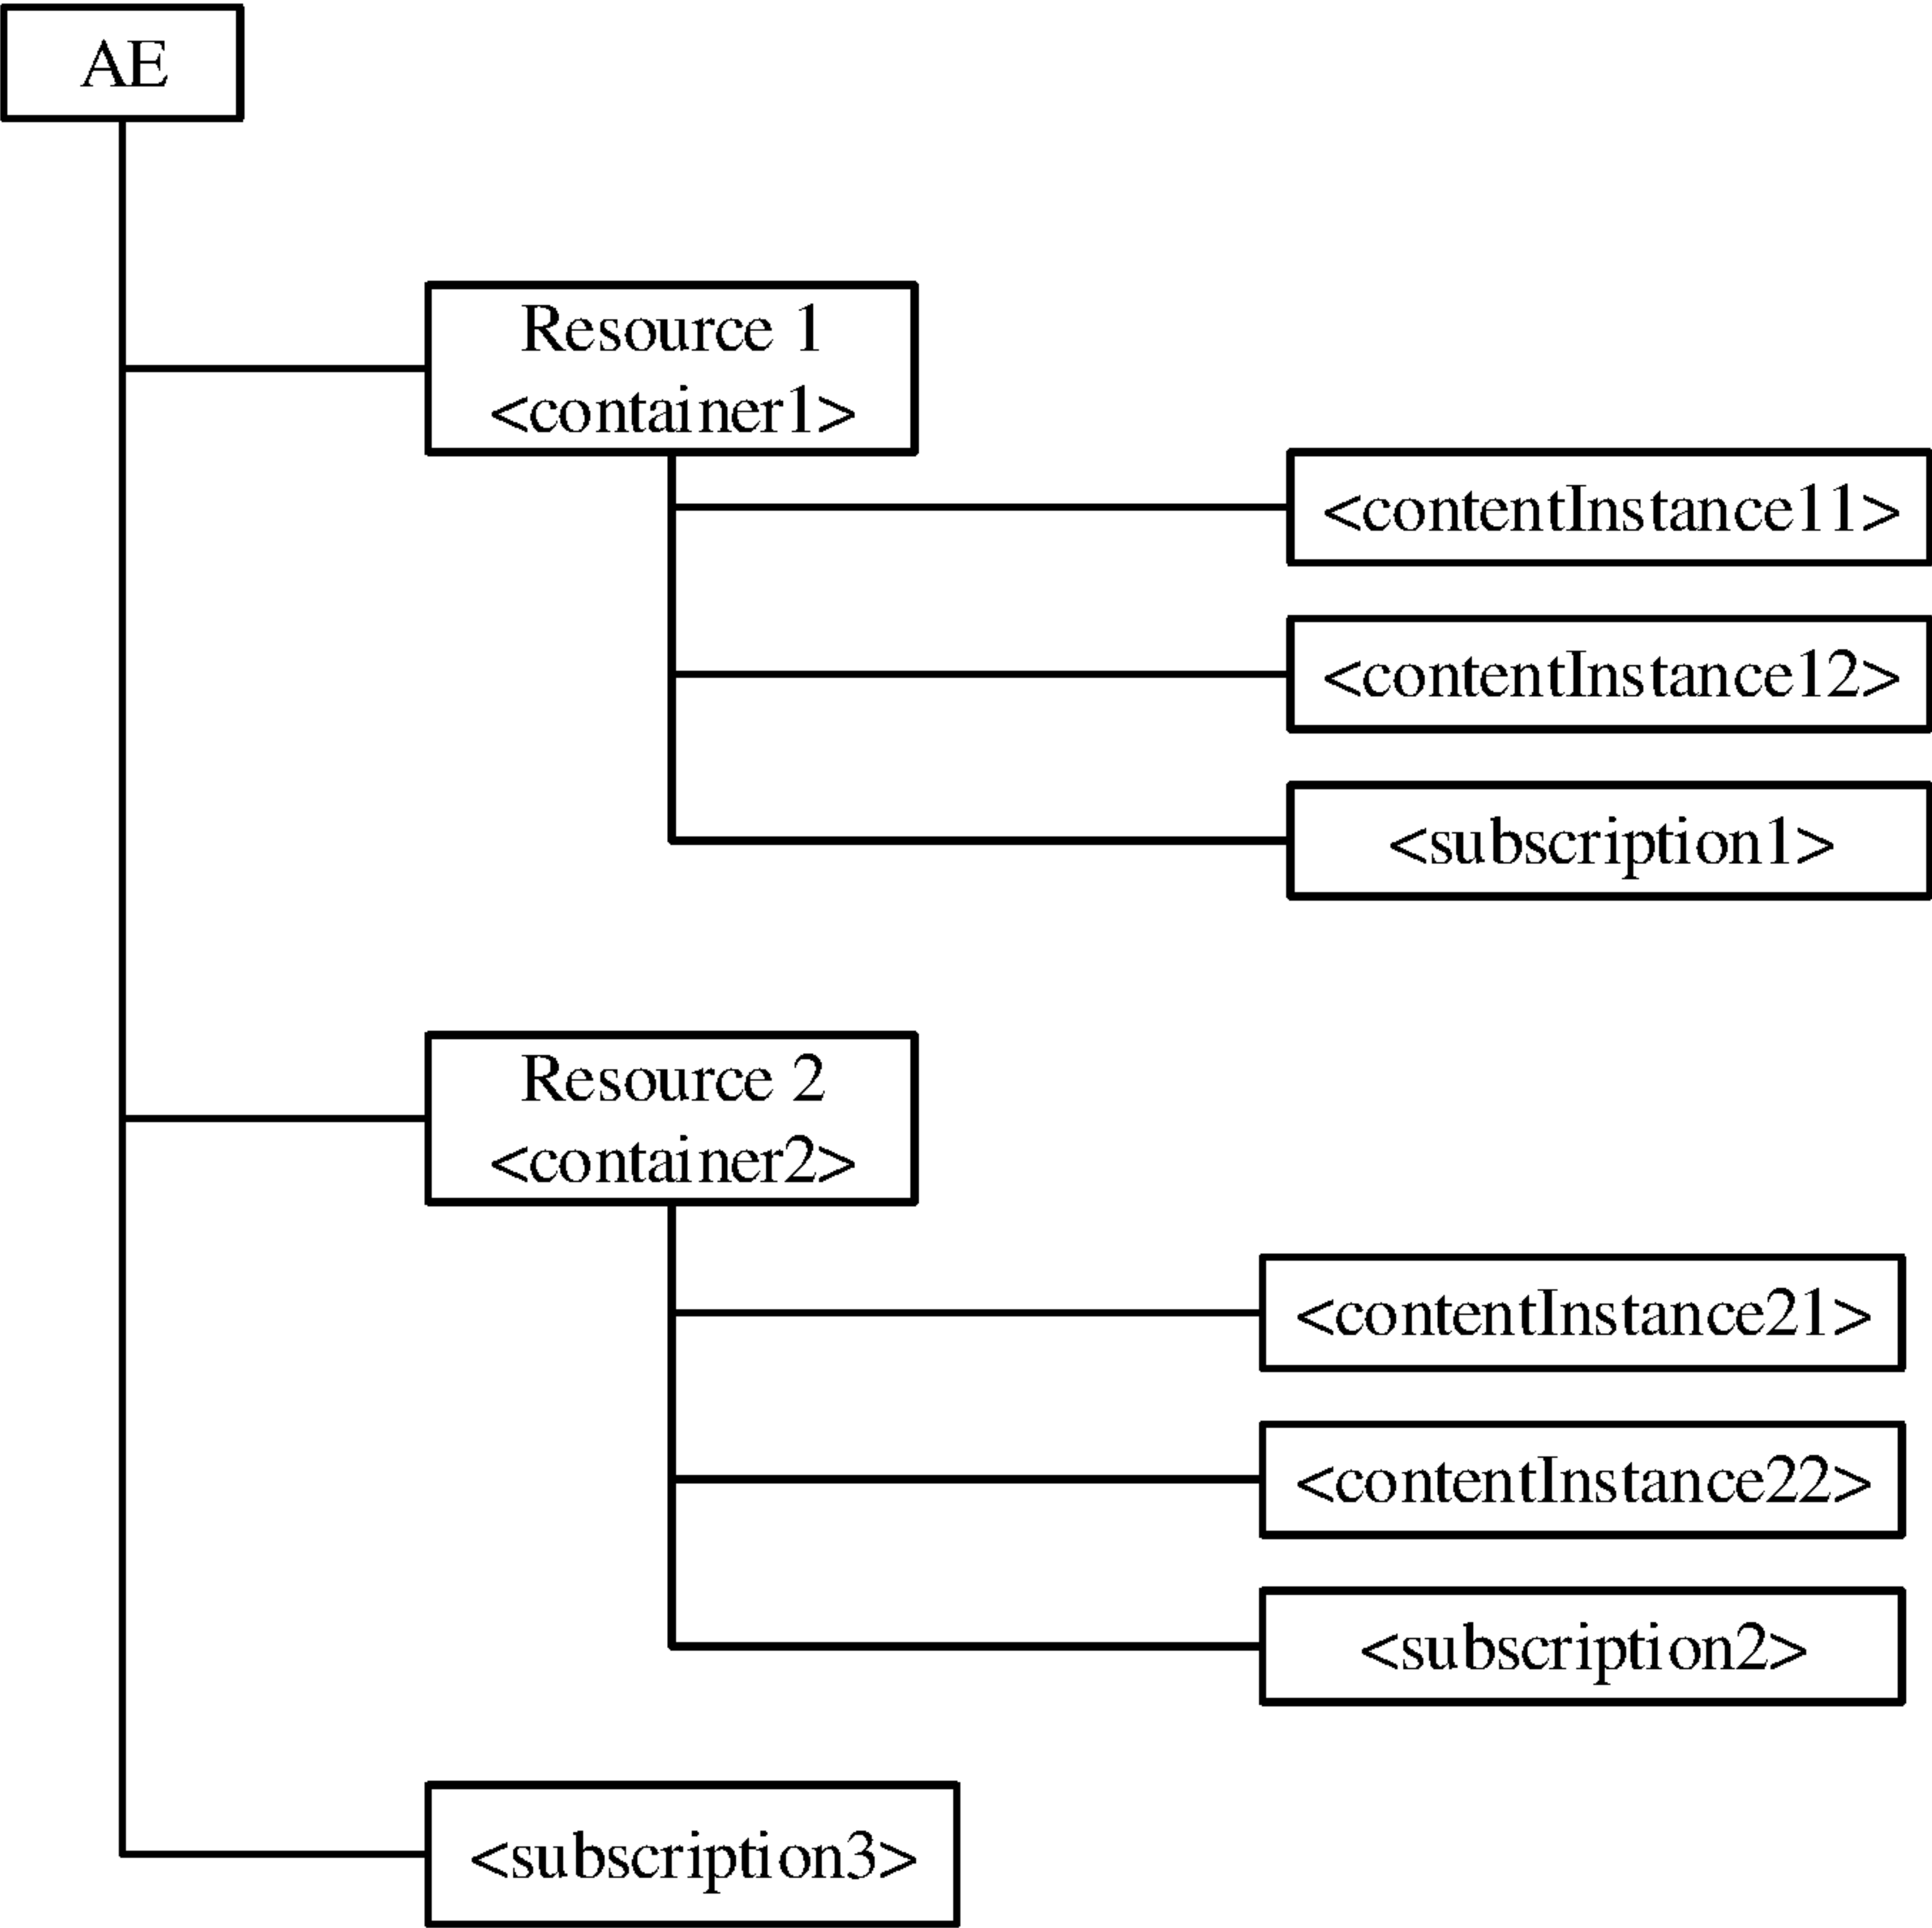 AE
Resource 1
<container1>
<contentInstance11>
<contentInstance12>
<subscription1>
Resource 2
<container2>
<contentInstance21>
<contentInstance22>
<subscription2>
<subscription3>